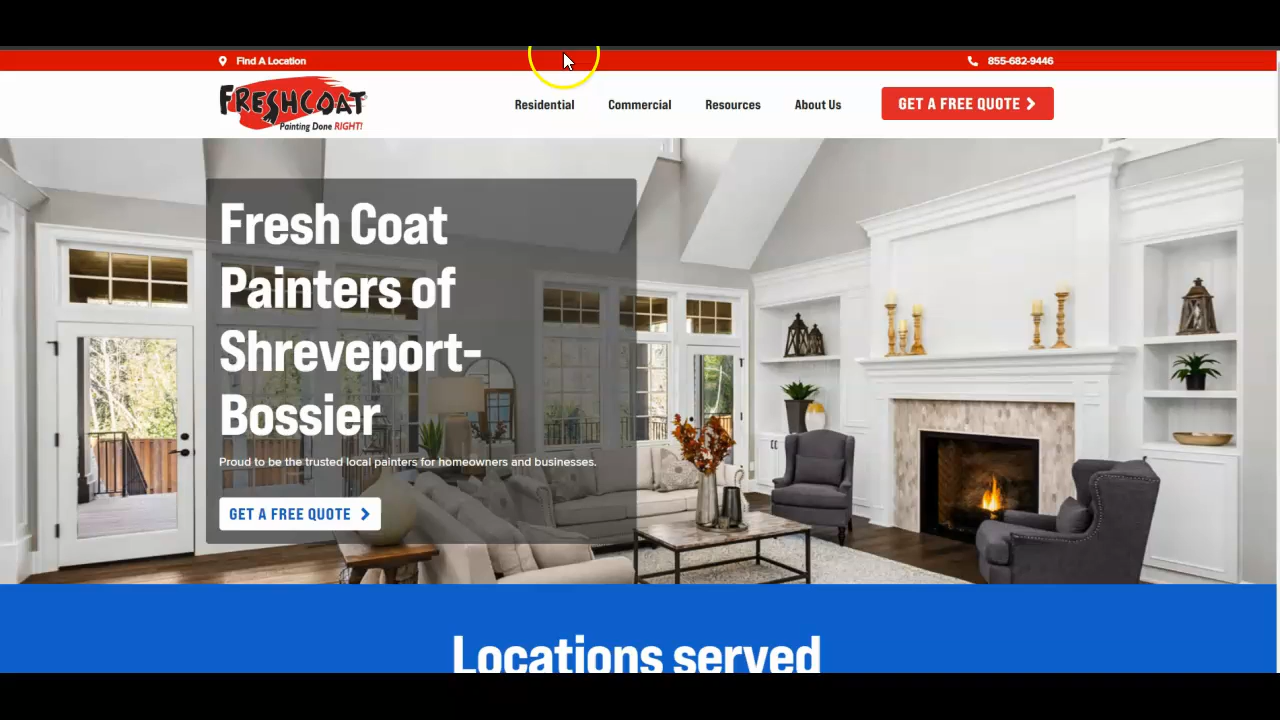 Find A Location
855-682-9446
FRESHCOAT
Painting Done RIGHT!
Residential
Commercial
Resources
About Us
GET A FREE QUOTE
Fresh Coat
Painters of
Shreveport-
Bossier
Proud to be the trusted local painters for homeowners and businesses.
GET A FREE QUOTE
Locations served